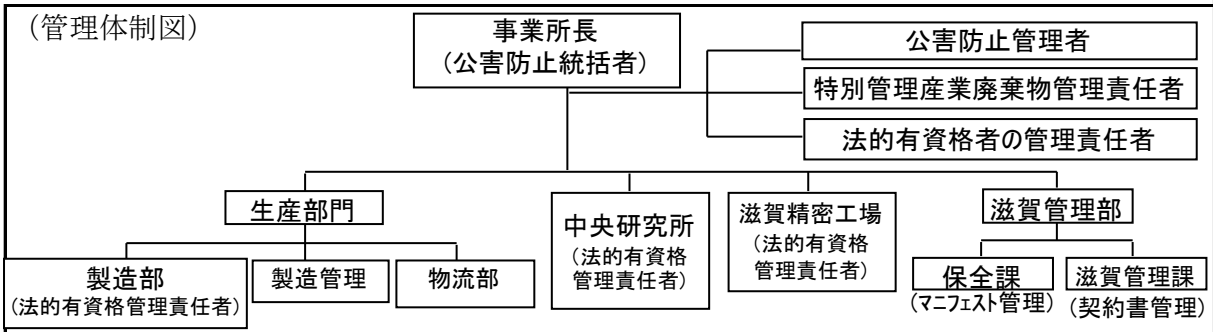 (管理体制図)
事業所長
(公害防止統括者)
公害防止管理者
特別管理産業廃棄物管理責任者
法的有資格者の管理責任者
生産部門
中央研究所
(法的有資格
管理責任者)
滋賀精密工場
(法的有資格
管理責任者)
滋賀管理部
製造部
(法的有資格管理責任者)
製造管理
物流部
保全課
(マニフェスト管理)
滋賀管理課
(契約書管理)